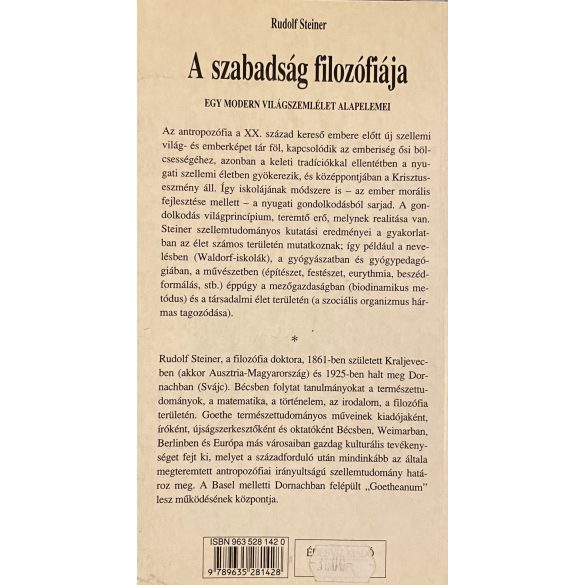 Rudolf Steiner
A szabadság filozófiája
EGY MODERN VILÁGSZEMLÉLET ALAPELEMEI
Az antropozófia a XX. század kereső embere előtt új szellemi
világ- és emberképet tár föl, kapcsolódik az emberiség ősi böl-
csességéhez, azonban a keleti tradíciókkal ellentétben a nyu-
gati szellemi életben gyökerezik, és középpontjában a Krisztus-
eszmény áll. Így iskolájának módszere is – az ember morális
fejlesztése mellett – a nyugati gondolkodásból sarjad. A gon-
dolkodás világprincípium, teremtő erő, melynek realitása van.
Steiner szellemtudományos kutatási eredményei a gyakorlat-
ban az élet számos területén mutatkoznak; így például a neve-
lésben (Waldorf-iskolák), a gyógyászatban és gyógypedagó-
giában, a művészetben (építészet, festészet, eurythmia, beszéd-
formálás, stb.) éppúgy a mezőgazdaságban (biodinamikus me-
tódus) és a társadalmi élet területén (a szociális organizmus hár-
mas tagozódása).
*
Rudolf Steiner, a filozófia doktora, 1861-ben született Kraljevec-
ben (akkor Ausztria-Magyarország) és 1925-ben halt meg Dor-
nachban (Svájc). Bécsben folytat tanulmányokat a természettu-
dományok, a matematika, a történelem, az irodalom, a filozófia
területén. Goethe természettudományos műveinek kiadójaként,
íróként, újságszerkesztőként és oktatóként Bécsben, Weimarban,
Berlinben és Európa más városaiban gazdag kulturális tevékeny-
séget fejt ki, melyet a századforduló után mindinkább az általa
megteremtett antropozófiai irányultságú szellemtudomány hatá-
roz meg. A Basel melletti Dornachban felépült „Goetheanum”
lesz működésének központja.
ISBN 963 528 142 0
9 789635 281428